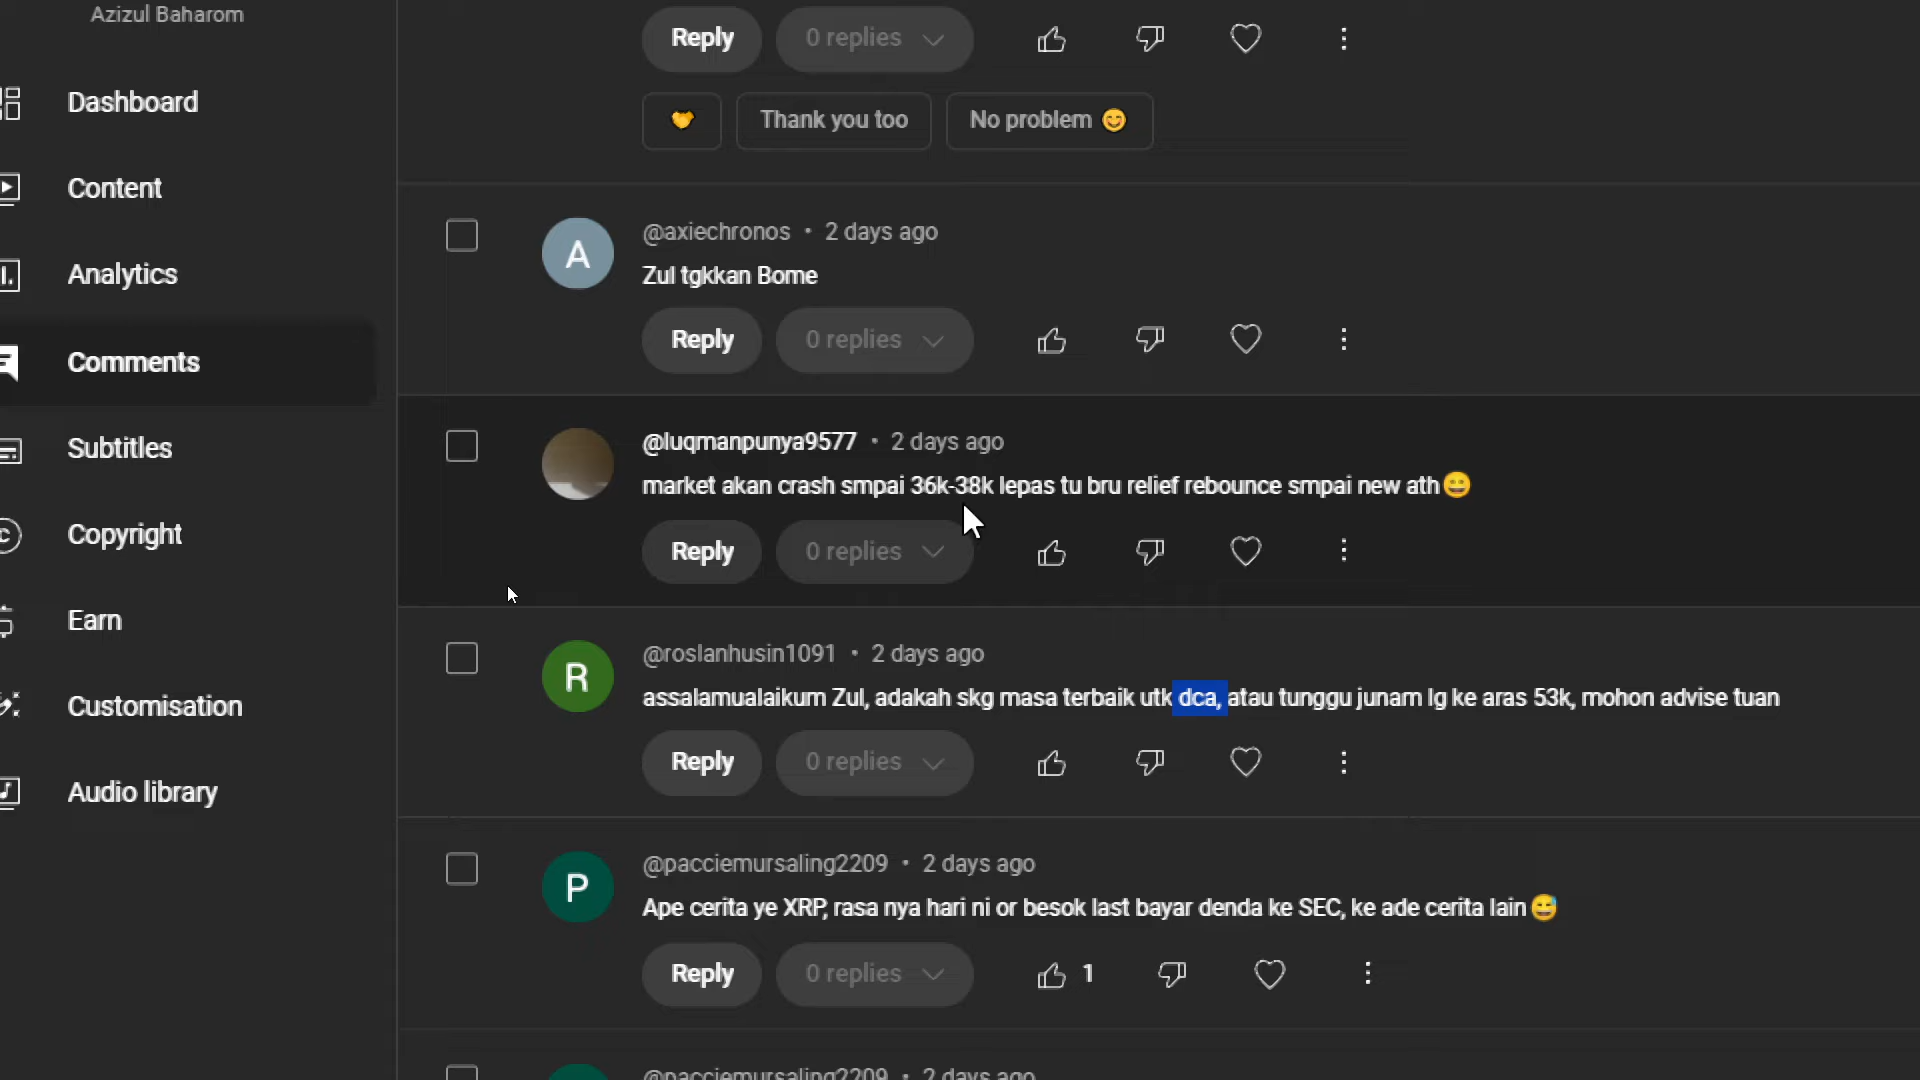 Azizul Baharom
Dashboard
Content
Analytics
Comments
Subtitles
Copyright
Earn
Customisation
Audio library
Reply 0 replies
🤝 Thank you too No problem 😊
@axiechronos • 2 days ago
Zul tgkkan Bome
Reply 0 replies
@luqmanpunya9577 • 2 days ago
market akan crash smpai 36k-38k lepas tu bru relief rebounce smpai new ath😄
Reply 0 replies
@roslanhusin1091 • 2 days ago
assalamualaikum Zul, adakah skg masa terbaik utk dca, atau tunggu junam lg ke aras 53k, mohon advise tuan
Reply 0 replies
@pacciemursaling2209 • 2 days ago
Ape cerita ye XRP, rasa nya hari ni or besok last bayar denda ke SEC, ke ade cerita lain😅
Reply 0 replies 1
@pacciemursaling2209 • 2 days ago